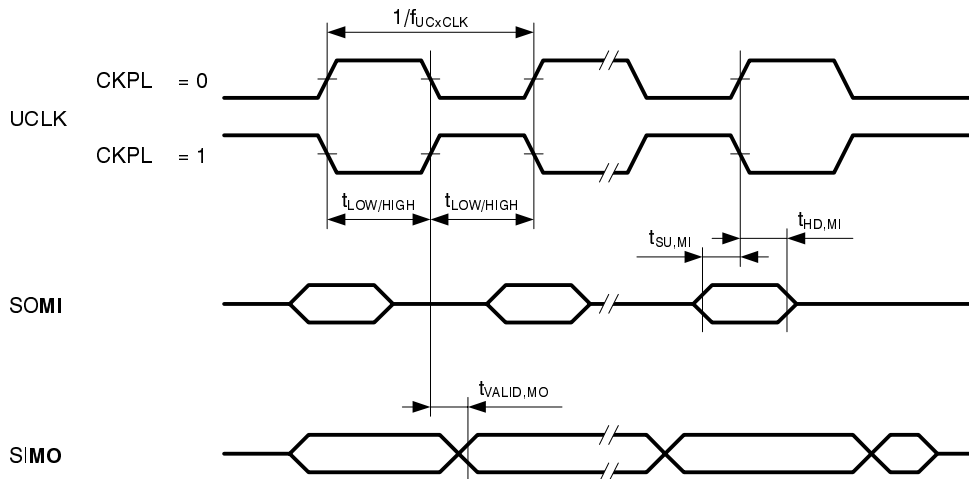 1/fUCxCLK
CKPL = 0
UCLK
CKPL = 1
tLOW/HIGH tLOW/HIGH
tHD,MI
tSU,MI
SOMI
tVALID,MO
SIMO